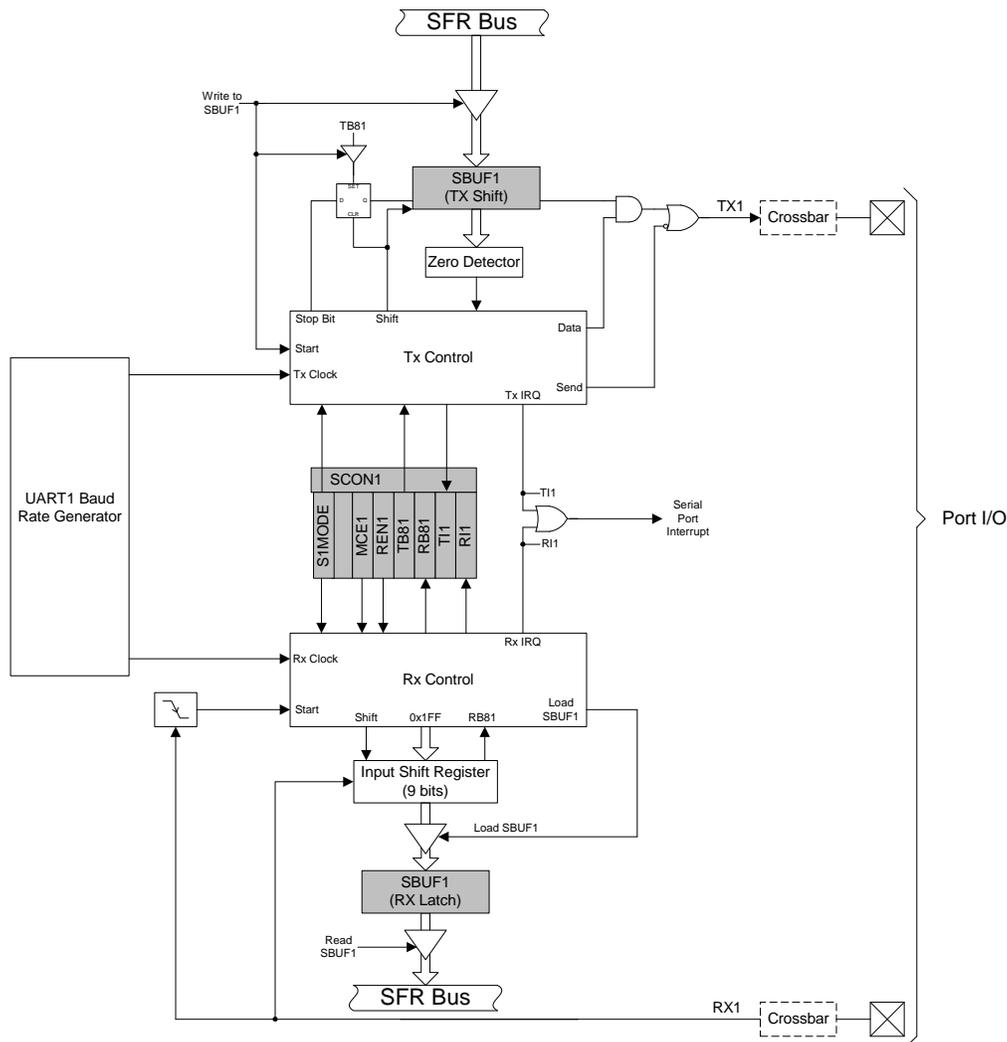 SFR Bus
Write to
SBUF1
TB81
SBUF1
(TX Shift)
SET
D
Q
CLR
TX1
Crossbar
Zero Detector
Stop Bit
Shift
Data
Start
Tx Control
Tx Clock
Send
Tx IRQ
UART1 Baud
Rate Generator
SCON1
S1MODE
MCE1
REN1
TB81
RB81
TI1
RI1
TI1
RI1
Serial
Port
Interrupt
Port I/O
Rx IRQ
Rx Clock
Rx Control
Start
Load
SBUF1
Shift
0x1FF
RB81
Input Shift Register
(9 bits)
Load SBUF1
SBUF1
(RX Latch)
Read
SBUF1
SFR Bus
RX1
Crossbar